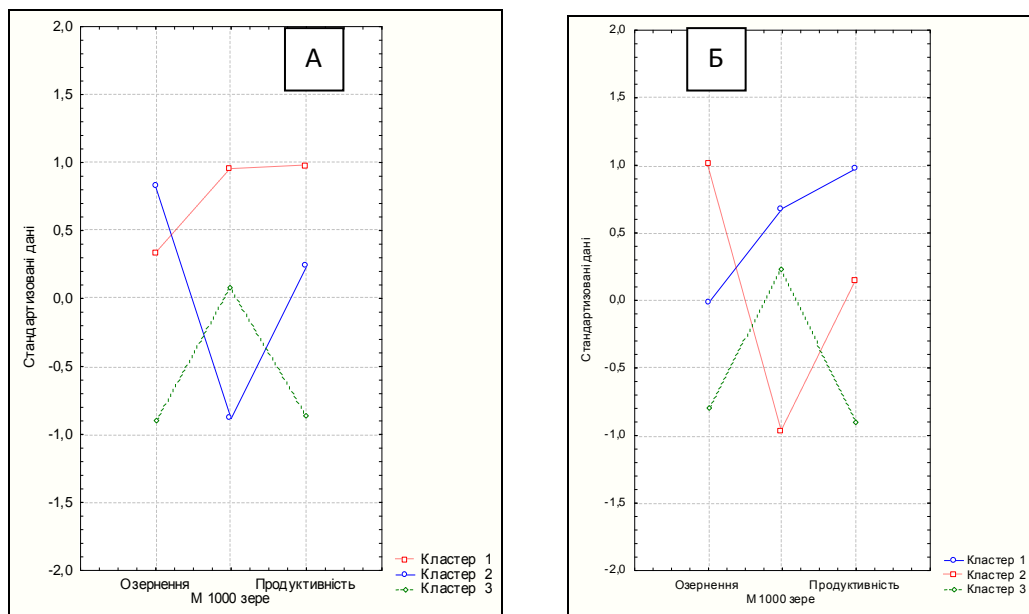 А
Стандартизовані дані
2,0
1,5
1,0
0,5
0,0
-0,5
-1,0
-1,5
-2,0
Озернення
М 1000 зере
Продуктивність
Кластер 1
Кластер 2
Кластер 3
Б
Стандартизовані дані
2,0
1,5
1,0
0,5
0,0
-0,5
-1,0
-1,5
-2,0
Озернення
М 1000 зере
Продуктивність
Кластер 1
Кластер 2
Кластер 3